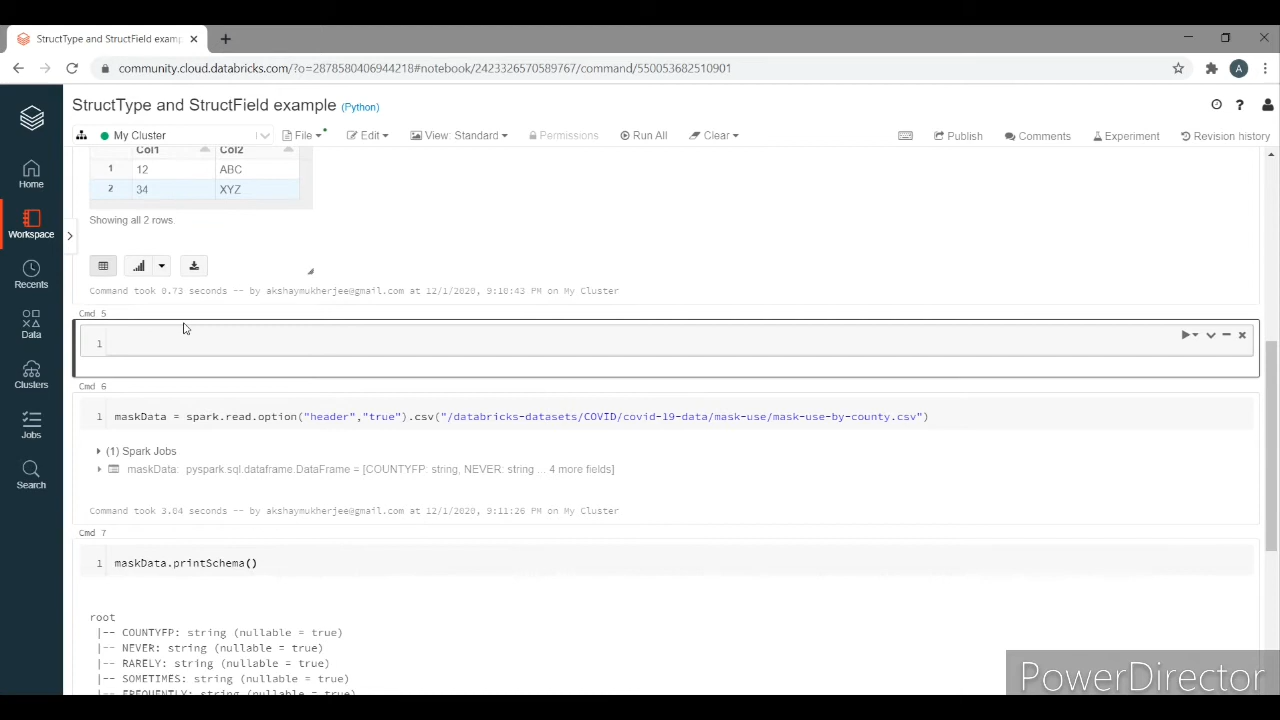 StructType and StructField examp
community.cloud.databricks.com/?o=2878580406944218#notebook/2423326570589767/command/550053682510901
A
StructType and StructField example (Python)
My Cluster
File
Edit
View: Standard
Permissions
Run All
Clear
Publish
Comments
Experiment
Revision history
Home
Workspace
Recents
Data
Clusters
Jobs
Search
Col1 Col2
1 12 ABC
2 34 XYZ
Showing all 2 rows.
Command took 0.73 seconds -- by akshaymukherjee@gmail.com at 12/1/2020, 9:10:43 PM on My Cluster
Cmd 5
1
Cmd 6
1 maskData = spark.read.option("header","true").csv("/databricks-datasets/COVID/covid-19-data/mask-use/mask-use-by-county.csv")
(1) Spark Jobs
maskData: pyspark.sql.dataframe.DataFrame = [COUNTYFP: string, NEVER: string ... 4 more fields]
Command took 3.04 seconds -- by akshaymukherjee@gmail.com at 12/1/2020, 9:11:26 PM on My Cluster
Cmd 7
1 maskData.printSchema()
root
|-- COUNTYFP: string (nullable = true)
|-- NEVER: string (nullable = true)
|-- RARELY: string (nullable = true)
|-- SOMETIMES: string (nullable = true)
|-- FREQUENTLY: string (nullable = true)
PowerDirector